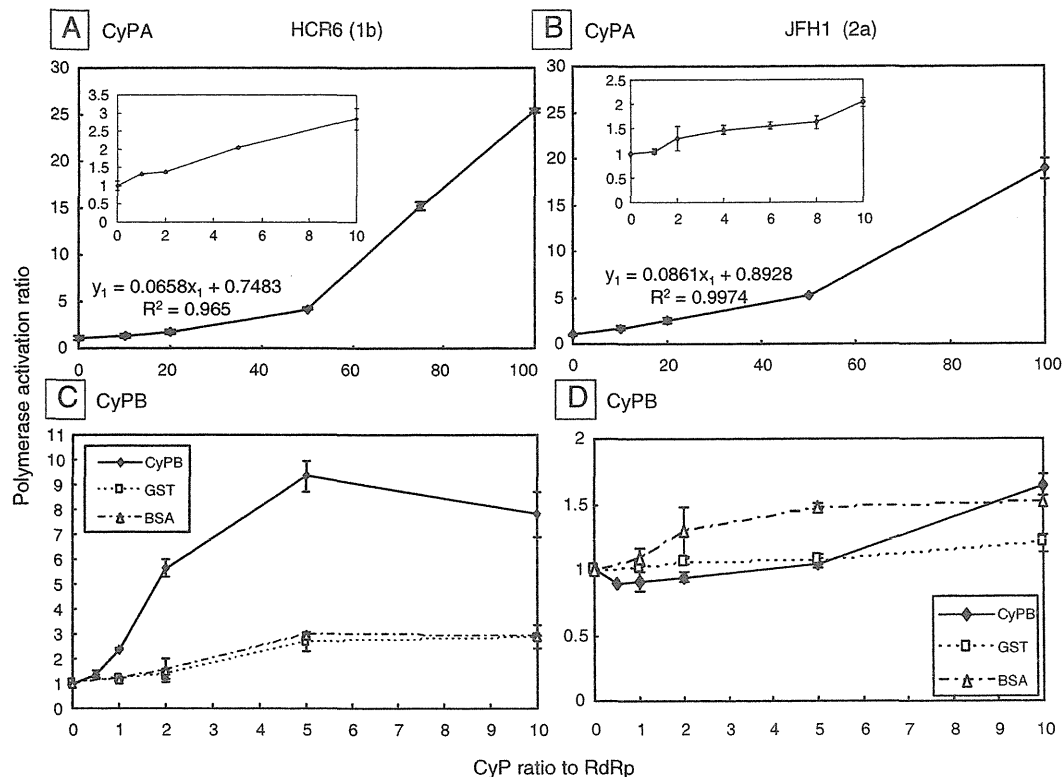 A CyPA HCR6 (1b)
B CyPA JFH1 (2a)
30
25
20
15
10
5
0
0 20 40 60 80 100
3.5
3
2.5
2
1.5
1
0.5
0
0 2 4 6 8 10
y1 = 0.0658x1 + 0.7483
R2 = 0.965
30
25
20
15
10
5
0
0 20 40 60 80 100
2.5
2
1.5
1
0.5
0
0 2 4 6 8 10
y1 = 0.0861x1 + 0.8928
R2 = 0.9974
Polymerase activation ratio
C CyPB
11
10
9
8
7
6
5
4
3
2
1
0
0 1 2 3 4 5 6 7 8 9 10
CyPB
GST
BSA
D CyPB
2
1.5
1
0.5
0
0 1 2 3 4 5 6 7 8 9 10
CyPB
GST
BSA
CyP ratio to RdRp